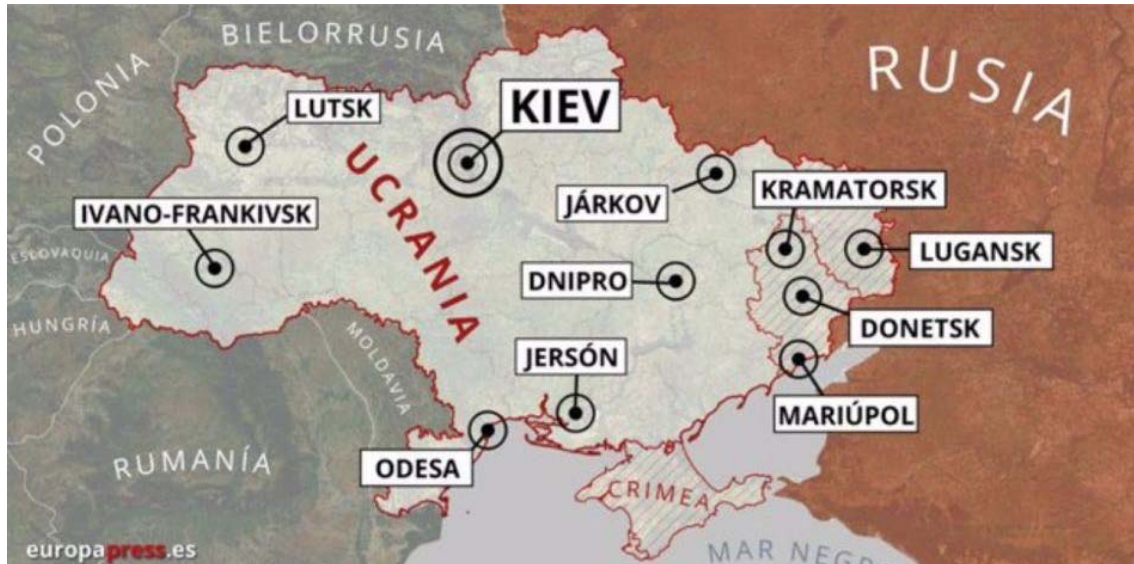 BIELORRUSIA
POLONIA
RUSIA
LUTSK
KIEV
UCRANIA
JÁRKOV
KRAMATORSK
IVANO-FRANKIVSK
ESLOVAQUIA
LUGANSK
DNIPRO
HUNGRÍA
MOLDAVIA
DONETSK
JERSÓN
MARIÚPOL
RUMANÍA
ODESA
CRIMEA
europapress.es
MAR NEGR